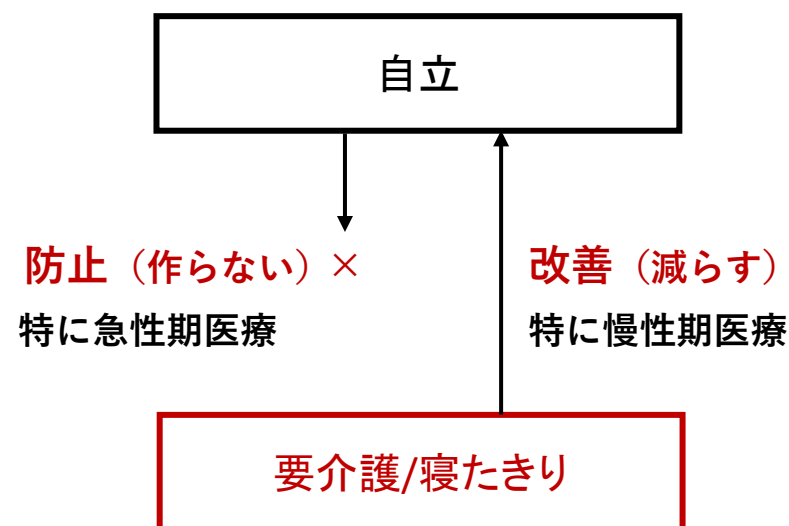 自立
防止（作らない）×
特に急性期医療
改善（減らす）
特に慢性期医療
要介護/寝たきり